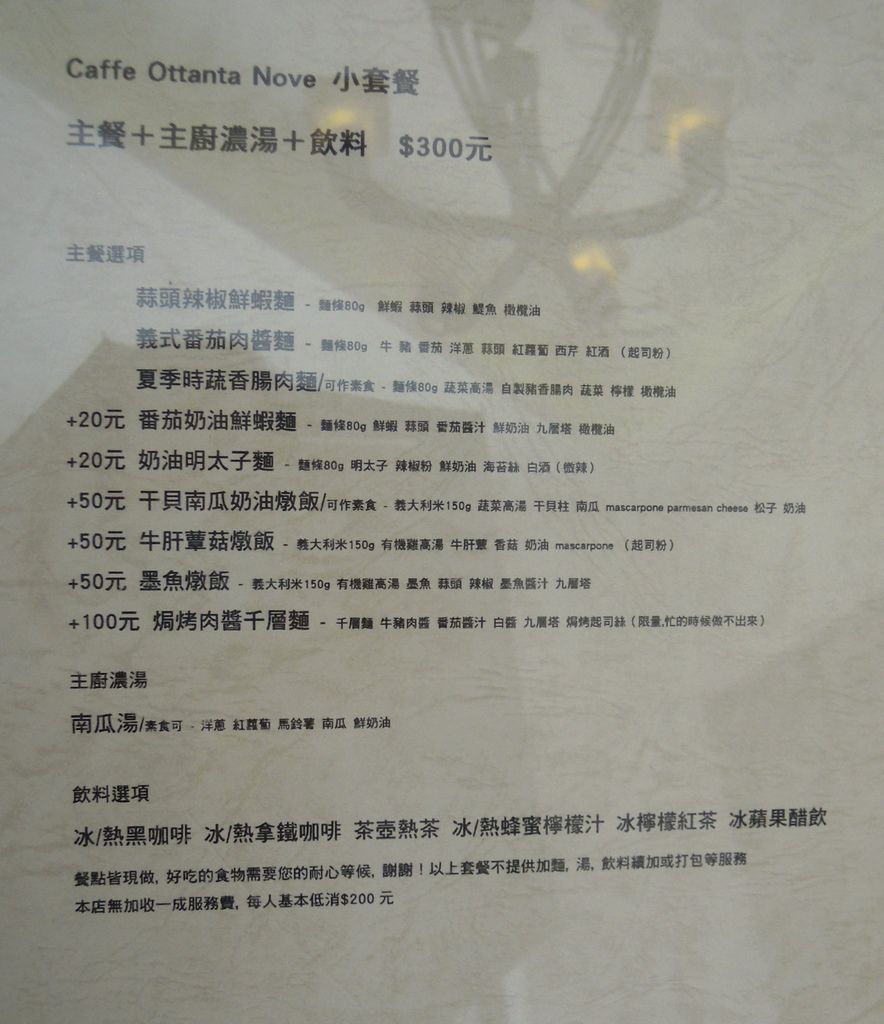 Caffe Ottanta Nove 小套餐
主餐＋主廚濃湯＋飲料 $300元
主餐選項
蒜頭辣椒鮮蝦麵 - 麵條80g 鮮蝦 蒜頭 辣椒 鯷魚 橄欖油
義式番茄肉醬麵 - 麵條80g 牛 豬 番茄 洋蔥 蒜頭 紅蘿蔔 西芹 紅酒 （起司粉）
夏季時蔬香腸肉麵/可作素食 - 麵條80g 蔬菜高湯 自製豬香腸肉 蔬菜 檸檬 橄欖油
+20元 番茄奶油鮮蝦麵 - 麵條80g 鮮蝦 蒜頭 番茄醬汁 鮮奶油 九層塔 橄欖油
+20元 奶油明太子麵 - 麵條80g 明太子 辣椒粉 鮮奶油 海苔絲 白酒（微辣）
+50元 干貝南瓜奶油燉飯/可作素食 - 義大利米150g 蔬菜高湯 干貝柱 南瓜 mascarpone parmesan cheese 松子 奶油
+50元 牛肝蕈菇燉飯 - 義大利米150g 有機雞高湯 牛肝蕈 香菇 奶油 mascarpone （起司粉）
+50元 墨魚燉飯 - 義大利米150g 有機雞高湯 墨魚 蒜頭 辣椒 墨魚醬汁 九層塔
+100元 焗烤肉醬千層麵 - 千層麵 牛豬肉醬 番茄醬汁 白醬 九層塔 焗烤起司絲（限量,忙的時候做不出來）
主廚濃湯
南瓜湯/素食可 - 洋蔥 紅蘿蔔 馬鈴薯 南瓜 鮮奶油
飲料選項
冰/熱黑咖啡 冰/熱拿鐵咖啡 茶壺熱茶 冰/熱蜂蜜檸檬汁 冰檸檬紅茶 冰蘋果醋飲
餐點皆現做, 好吃的食物需要您的耐心等候, 謝謝！以上套餐不提供加麵, 湯, 飲料續加或打包等服務
本店無加收一成服務費, 每人基本低消$200 元